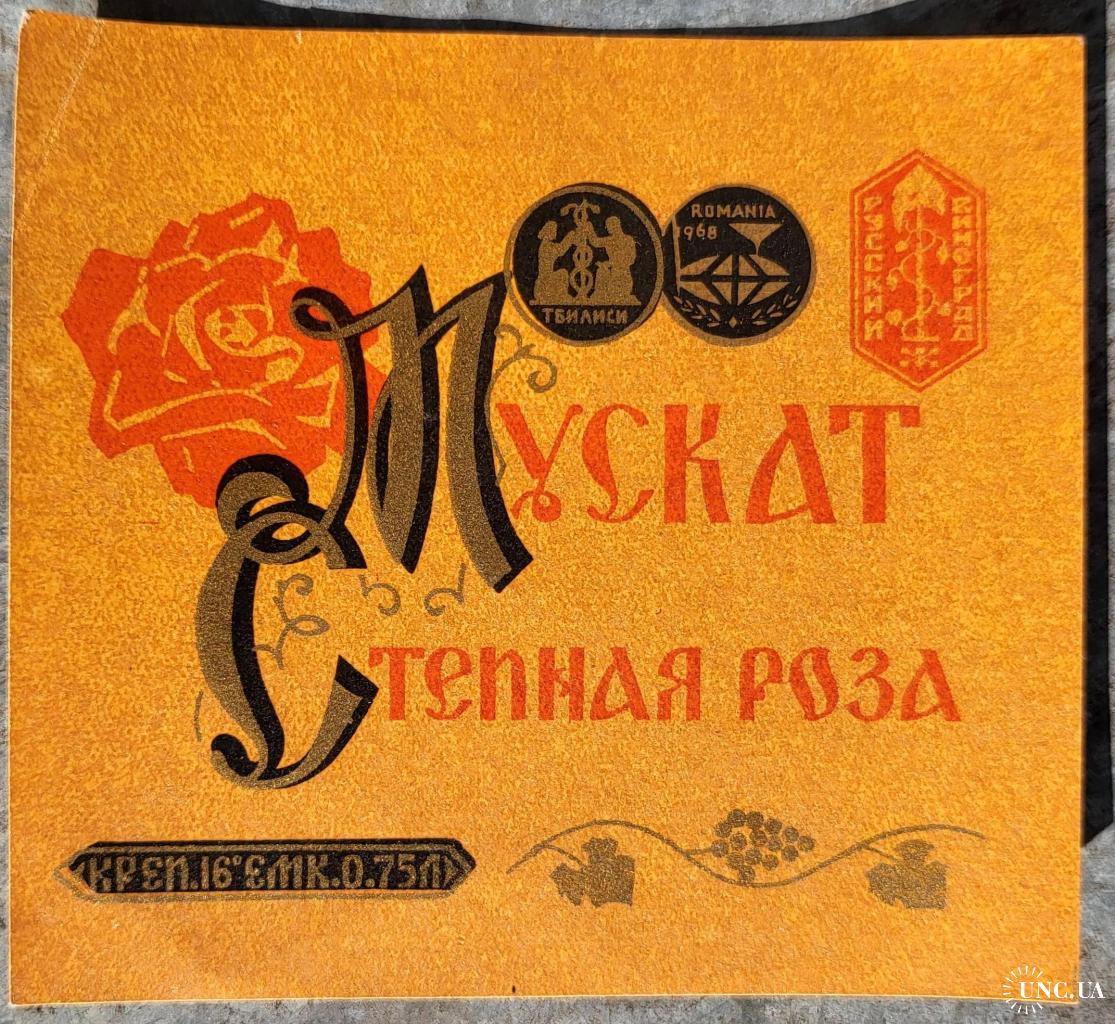 ТБИЛИСИ
ROMANIA
1968
РУССКИЙ
ВИНОГРАД
МУСКАТ
СТЕПНАЯ РОЗА
КРЕП.16° ЕМК.0.75Л
UNC.UA